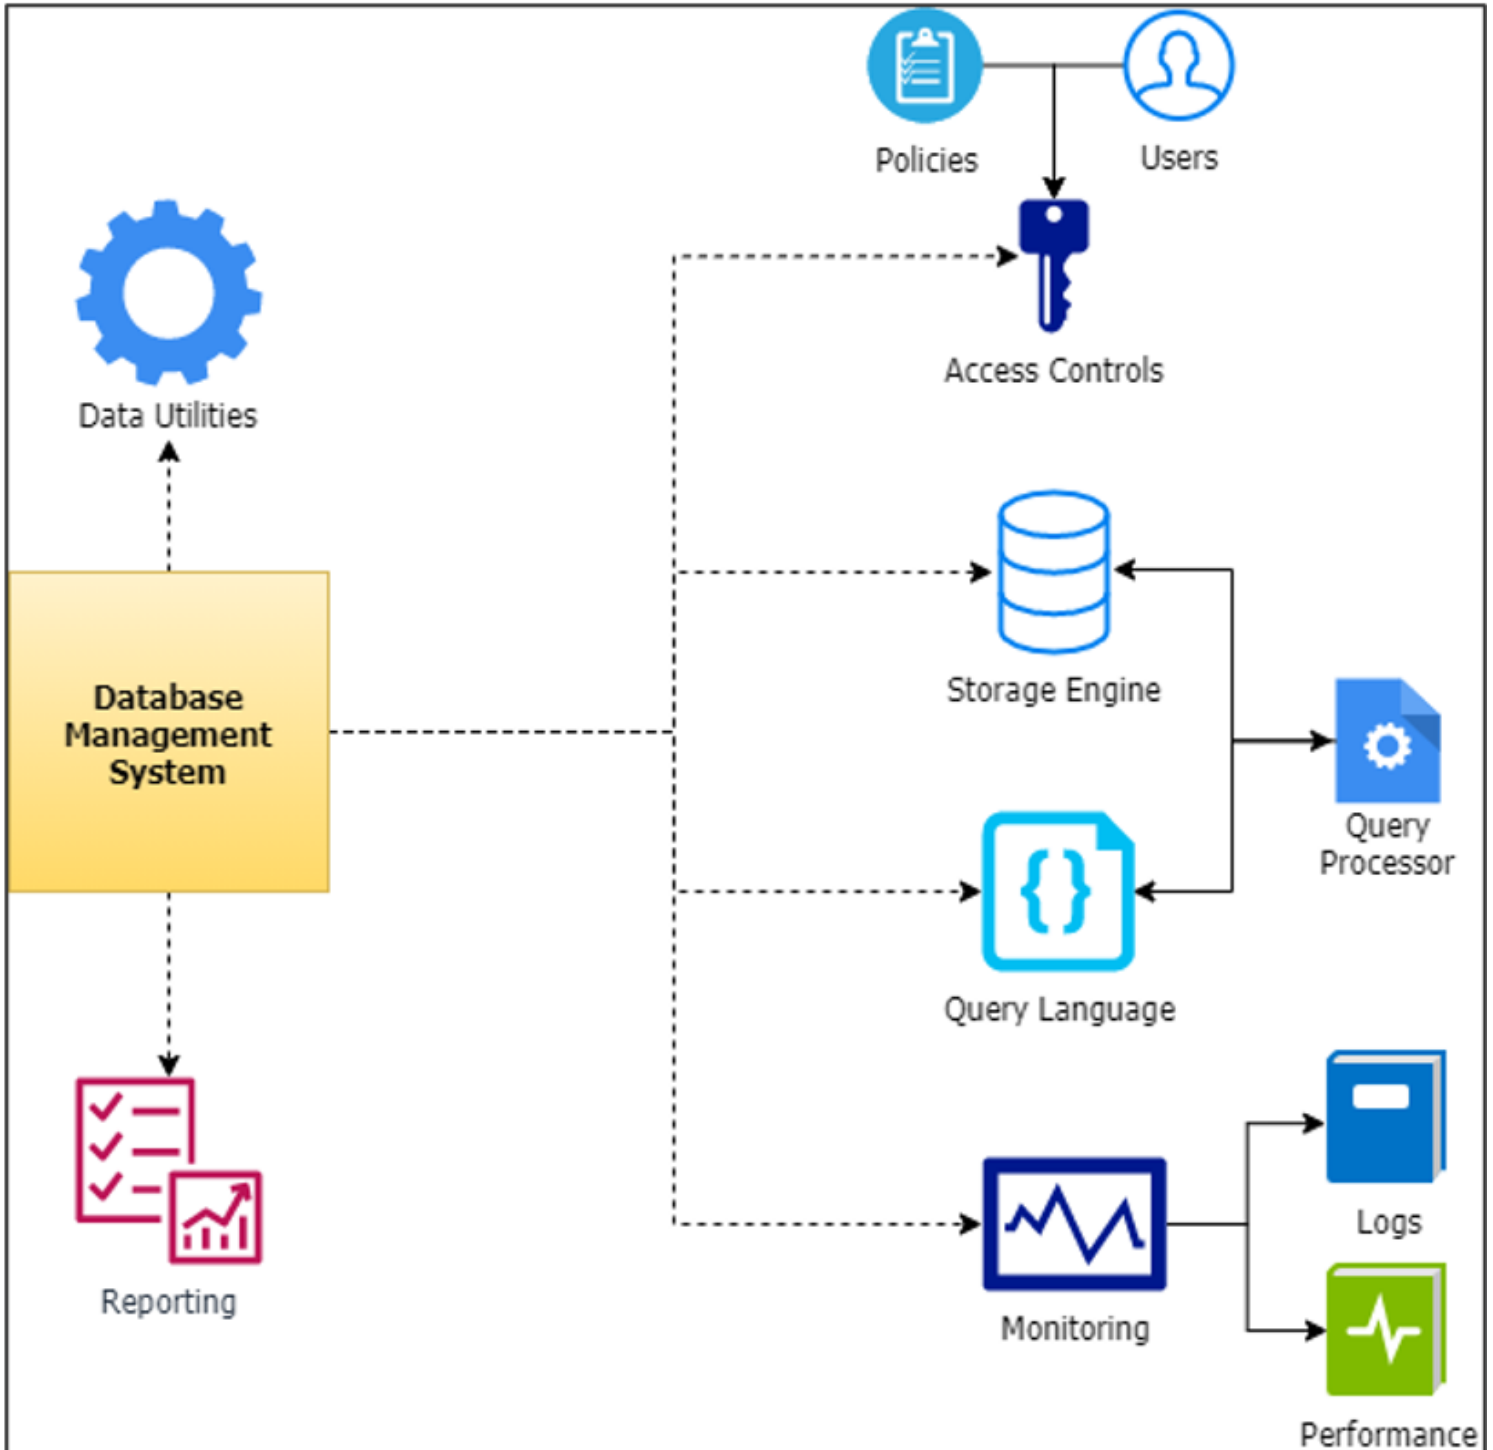 Policies
Users
Access Controls
Data Utilities
Database
Management
System
Storage Engine
Query
Processor
Query Language
Logs
Reporting
Monitoring
Performance